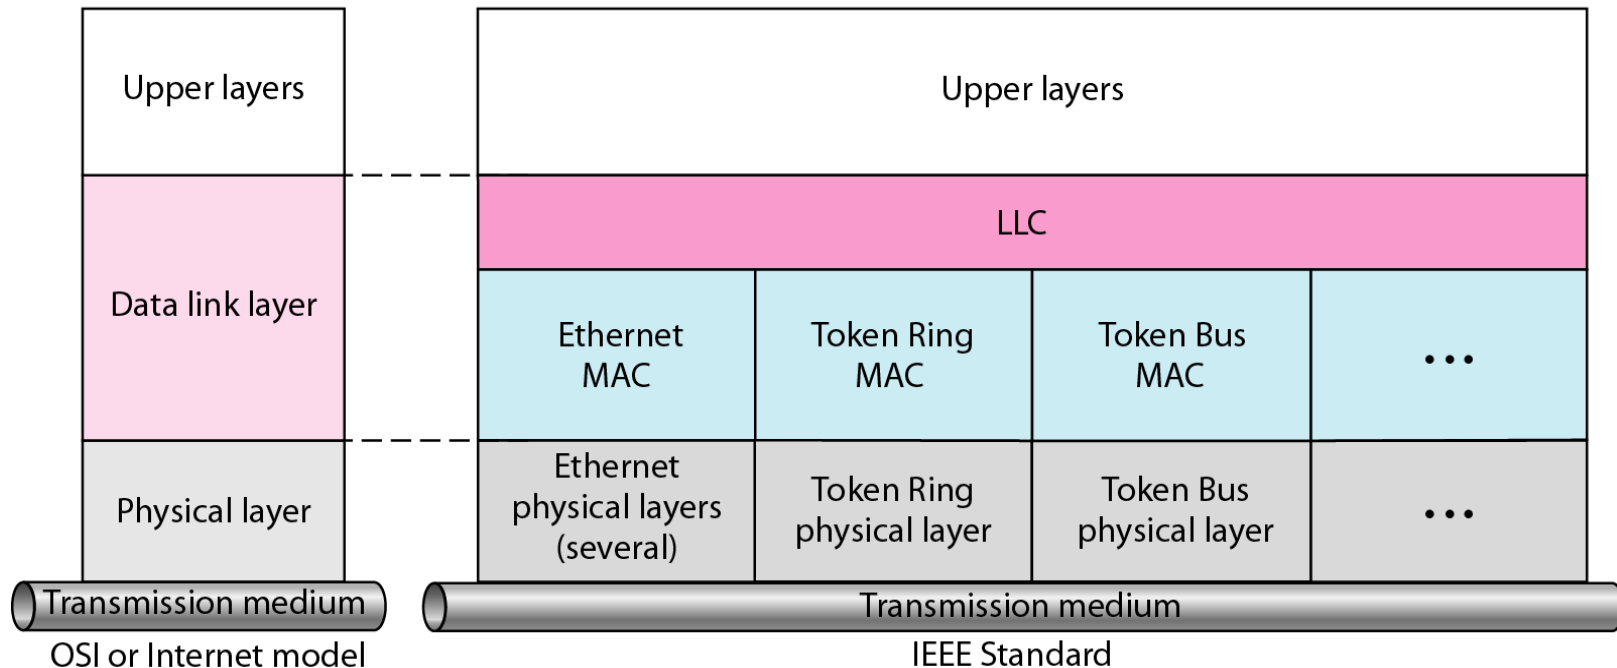 Upper layers
Upper layers
LLC
Data link layer
Ethernet
MAC
Token Ring
MAC
Token Bus
MAC
...
Physical layer
Ethernet
physical layers
(several)
Token Ring
physical layer
Token Bus
physical layer
...
Transmission medium
Transmission medium
OSI or Internet model
IEEE Standard